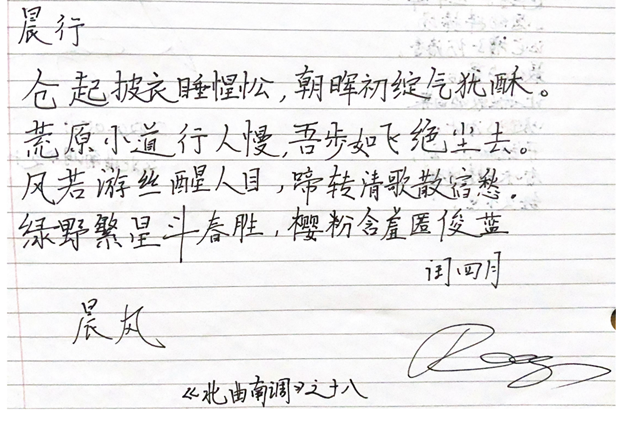 晨行
仓起披衣睡惺忪，朝晖初绽气犹酥。
荒原小道行人慢，吾步如飞绝尘去。
风若游丝醒人目，啼转清歌散宿愁．
绿野繁星斗春胜，樱粉含羞匿俊蓝
闰四月
晨风
《北曲南调》之十八